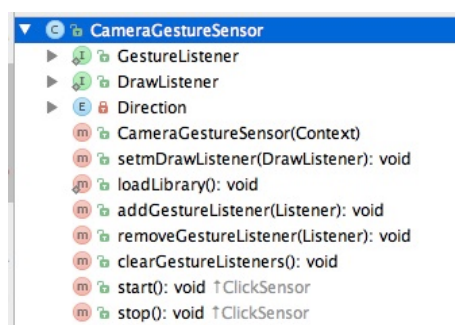 CameraGestureSensor
GestureListener
DrawListener
Direction
CameraGestureSensor(Context)
setmDrawListener(DrawListener): void
loadLibrary(): void
addGestureListener(Listener): void
removeGestureListener(Listener): void
clearGestureListeners(): void
start(): void ↑ClickSensor
stop(): void ↑ClickSensor